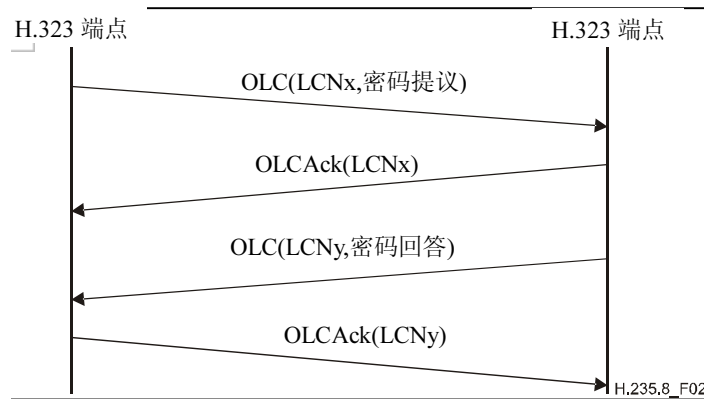 H.323 端点
H.323 端点
OLC(LCNx,密码提议)
OLCAck(LCNx)
OLC(LCNy,密码回答)
OLCAck(LCNy)
H.235.8_F02